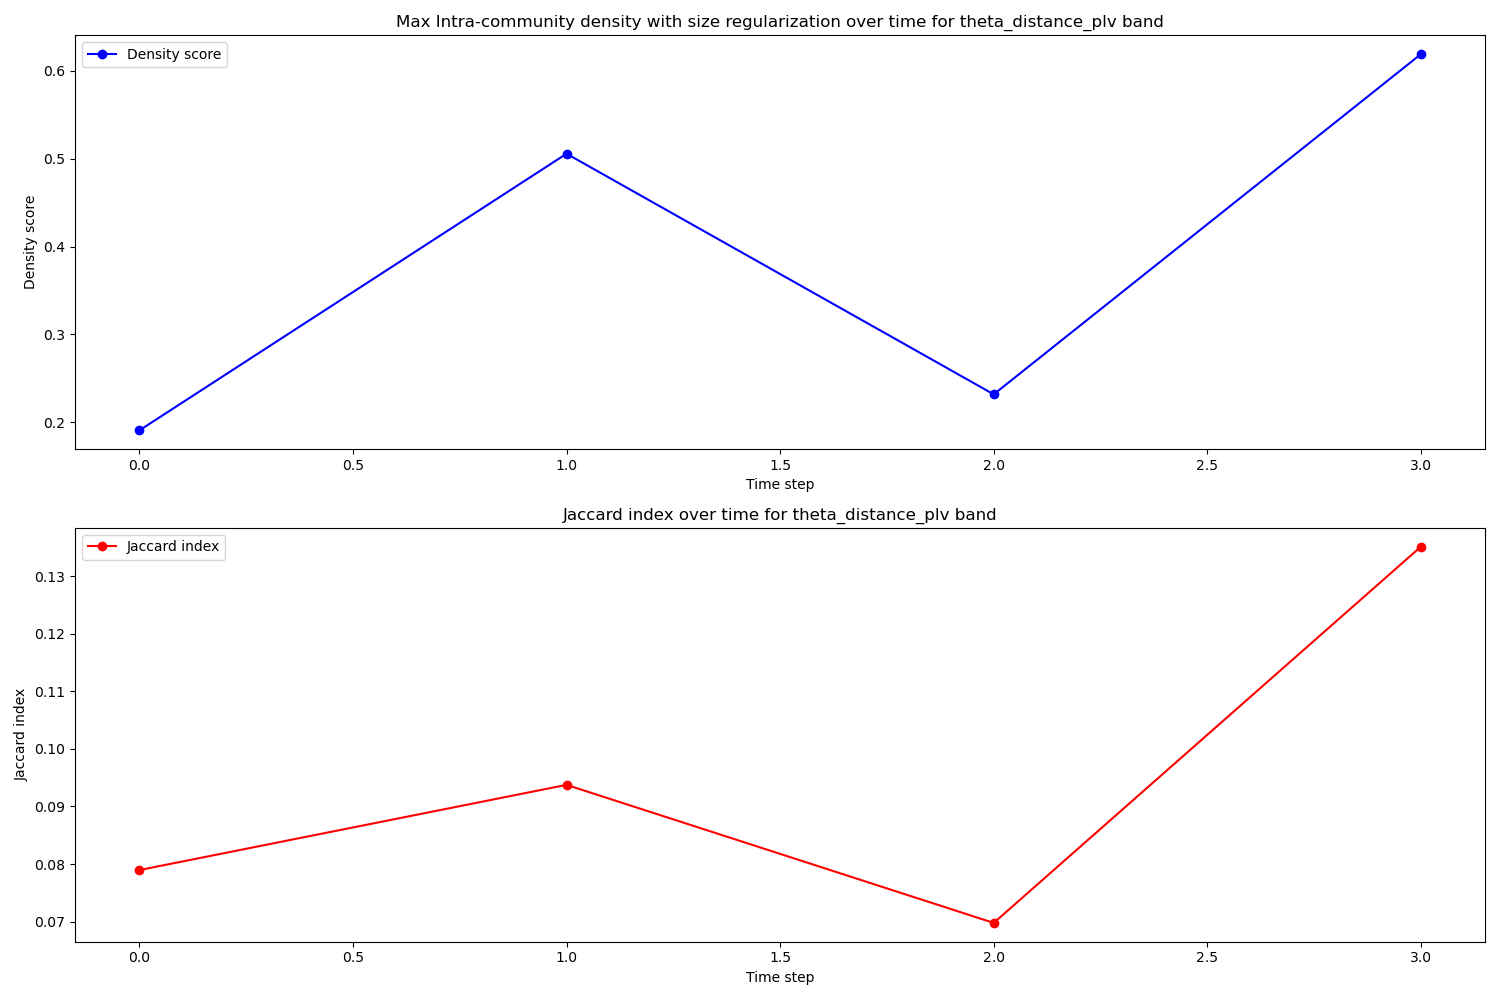 Max Intra-community density with size regularization over time for theta_distance_plv band
Density score
0.6
0.5
0.4
0.3
0.2
Density score
0.0 0.5 1.0 1.5 2.0 2.5 3.0
Time step
Jaccard index over time for theta_distance_plv band
Jaccard index
0.13
0.12
0.11
0.10
0.09
0.08
0.07
Jaccard index
0.0 0.5 1.0 1.5 2.0 2.5 3.0
Time step